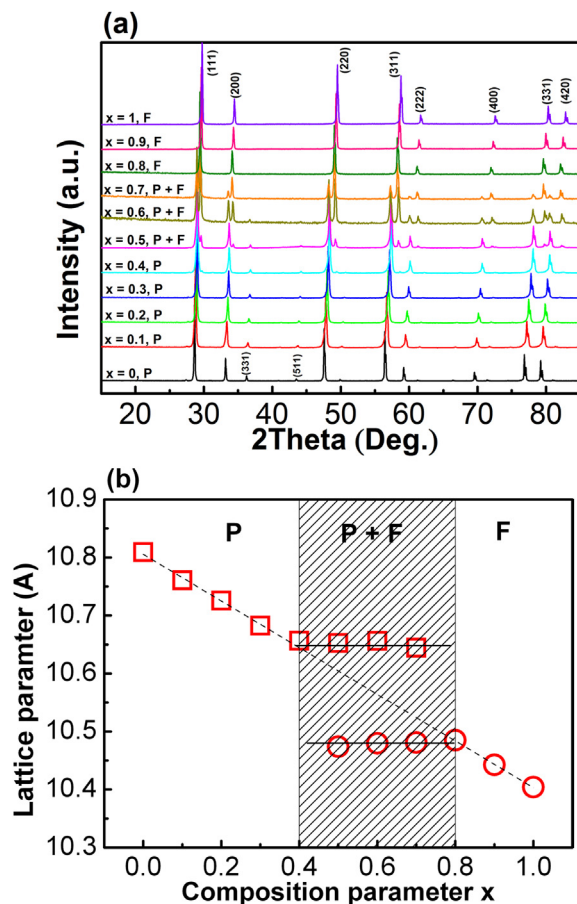 (a)
(111)
(200)
(220)
(311)
(222)
(400)
(331)
(420)
x = 1, F
x = 0.9, F
x = 0.8, F
x = 0.7, P + F
x = 0.6, P + F
x = 0.5, P + F
x = 0.4, P
x = 0.3, P
x = 0.2, P
x = 0.1, P
x = 0, P
(331)
(511)
Intensity (a.u.)
20 30 40 50 60 70 80
2Theta (Deg.)
(b)
P
P + F
F
10.9
10.8
10.7
10.6
10.5
10.4
10.3
Lattice paramter (A)
0.0 0.2 0.4 0.6 0.8 1.0
Composition parameter x